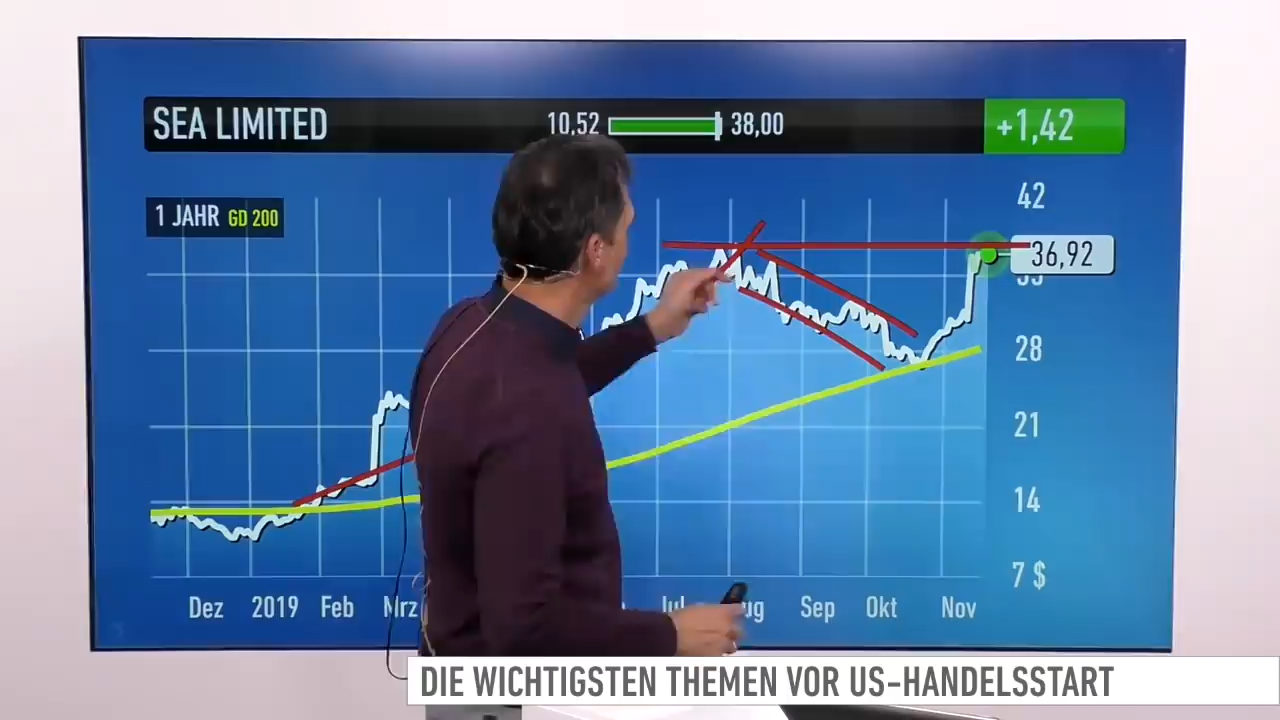 SEA LIMITED
10,52
38,00
+1,42
1 JAHR GD 200
42
36,92
28
21
14
7 $
Dez 2019 Feb Mrz Sep Okt Nov
DIE WICHTIGSTEN THEMEN VOR US-HANDELSSTART